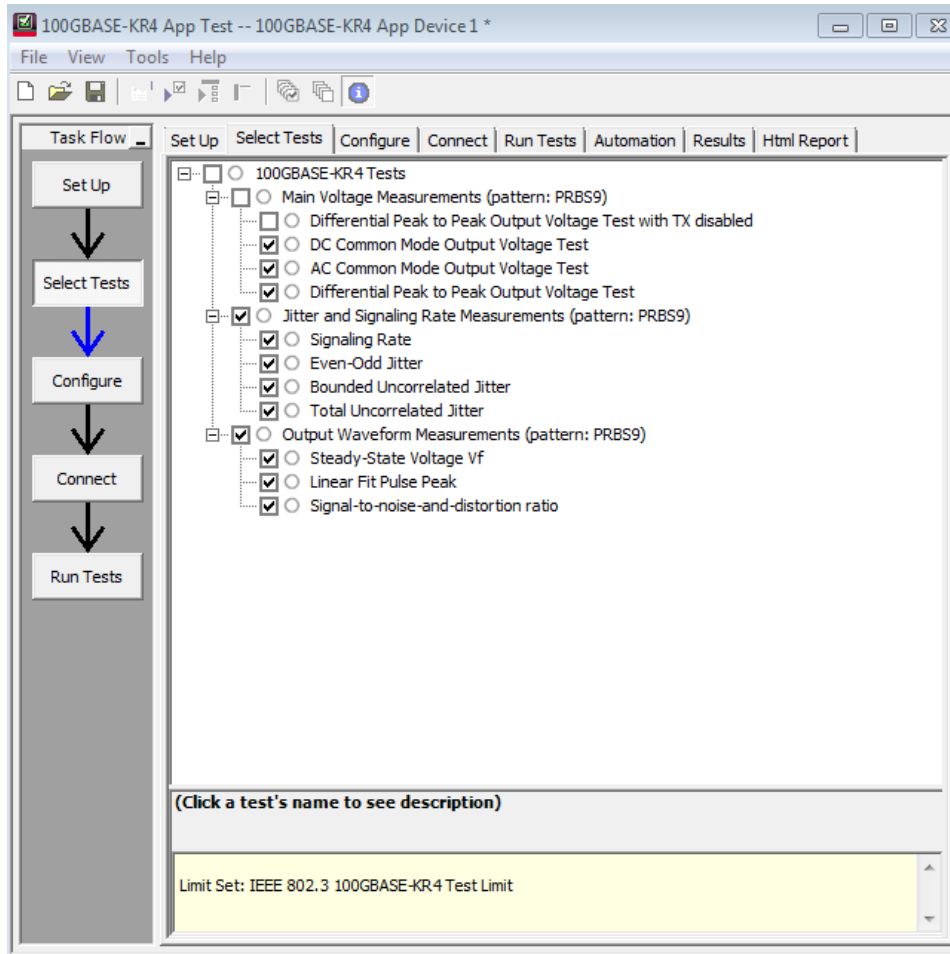 100GBASE-KR4 App Test -- 100GBASE-KR4 App Device 1 *
File View Tools Help
Task Flow
Set Up
Select Tests
Configure
Connect
Run Tests
Set Up Select Tests Configure Connect Run Tests Automation Results Html Report
100GBASE-KR4 Tests
Main Voltage Measurements (pattern: PRBS9)
Differential Peak to Peak Output Voltage Test with TX disabled
DC Common Mode Output Voltage Test
AC Common Mode Output Voltage Test
Differential Peak to Peak Output Voltage Test
Jitter and Signaling Rate Measurements (pattern: PRBS9)
Signaling Rate
Even-Odd Jitter
Bounded Uncorrelated Jitter
Total Uncorrelated Jitter
Output Waveform Measurements (pattern: PRBS9)
Steady-State Voltage Vf
Linear Fit Pulse Peak
Signal-to-noise-and-distortion ratio
(Click a test's name to see description)
Limit Set: IEEE 802.3 100GBASE-KR4 Test Limit